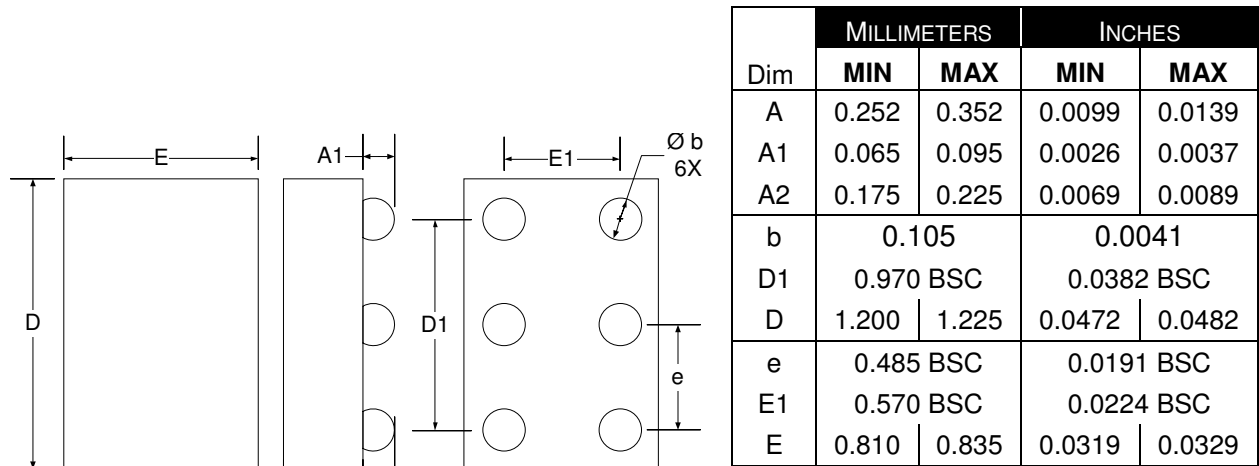 E
A1
E1
Ø b
6X
D
D1
e
MILLIMETERS INCHES
Dim MIN MAX MIN MAX
A 0.252 0.352 0.0099 0.0139
A1 0.065 0.095 0.0026 0.0037
A2 0.175 0.225 0.0069 0.0089
b 0.105 0.0041
D1 0.970 BSC 0.0382 BSC
D 1.200 1.225 0.0472 0.0482
e 0.485 BSC 0.0191 BSC
E1 0.570 BSC 0.0224 BSC
E 0.810 0.835 0.0319 0.0329